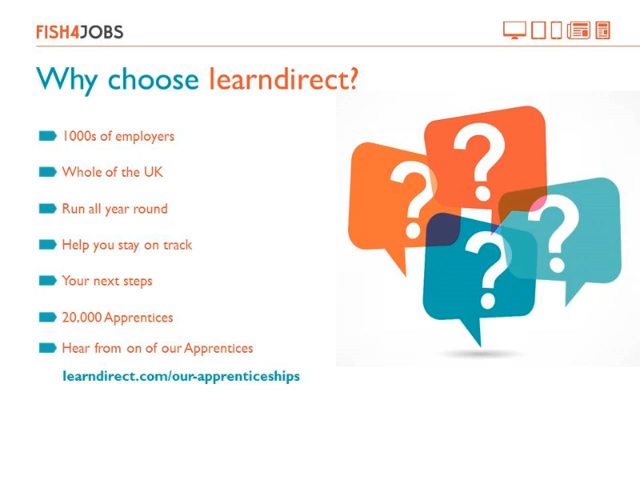 FISH4JOBS
Why choose learndirect?
1000s of employers
Whole of the UK
Run all year round
Help you stay on track
Your next steps
20,000 Apprentices
Hear from on of our Apprentices
learndirect.com/our-apprenticeships
? ? ? ?